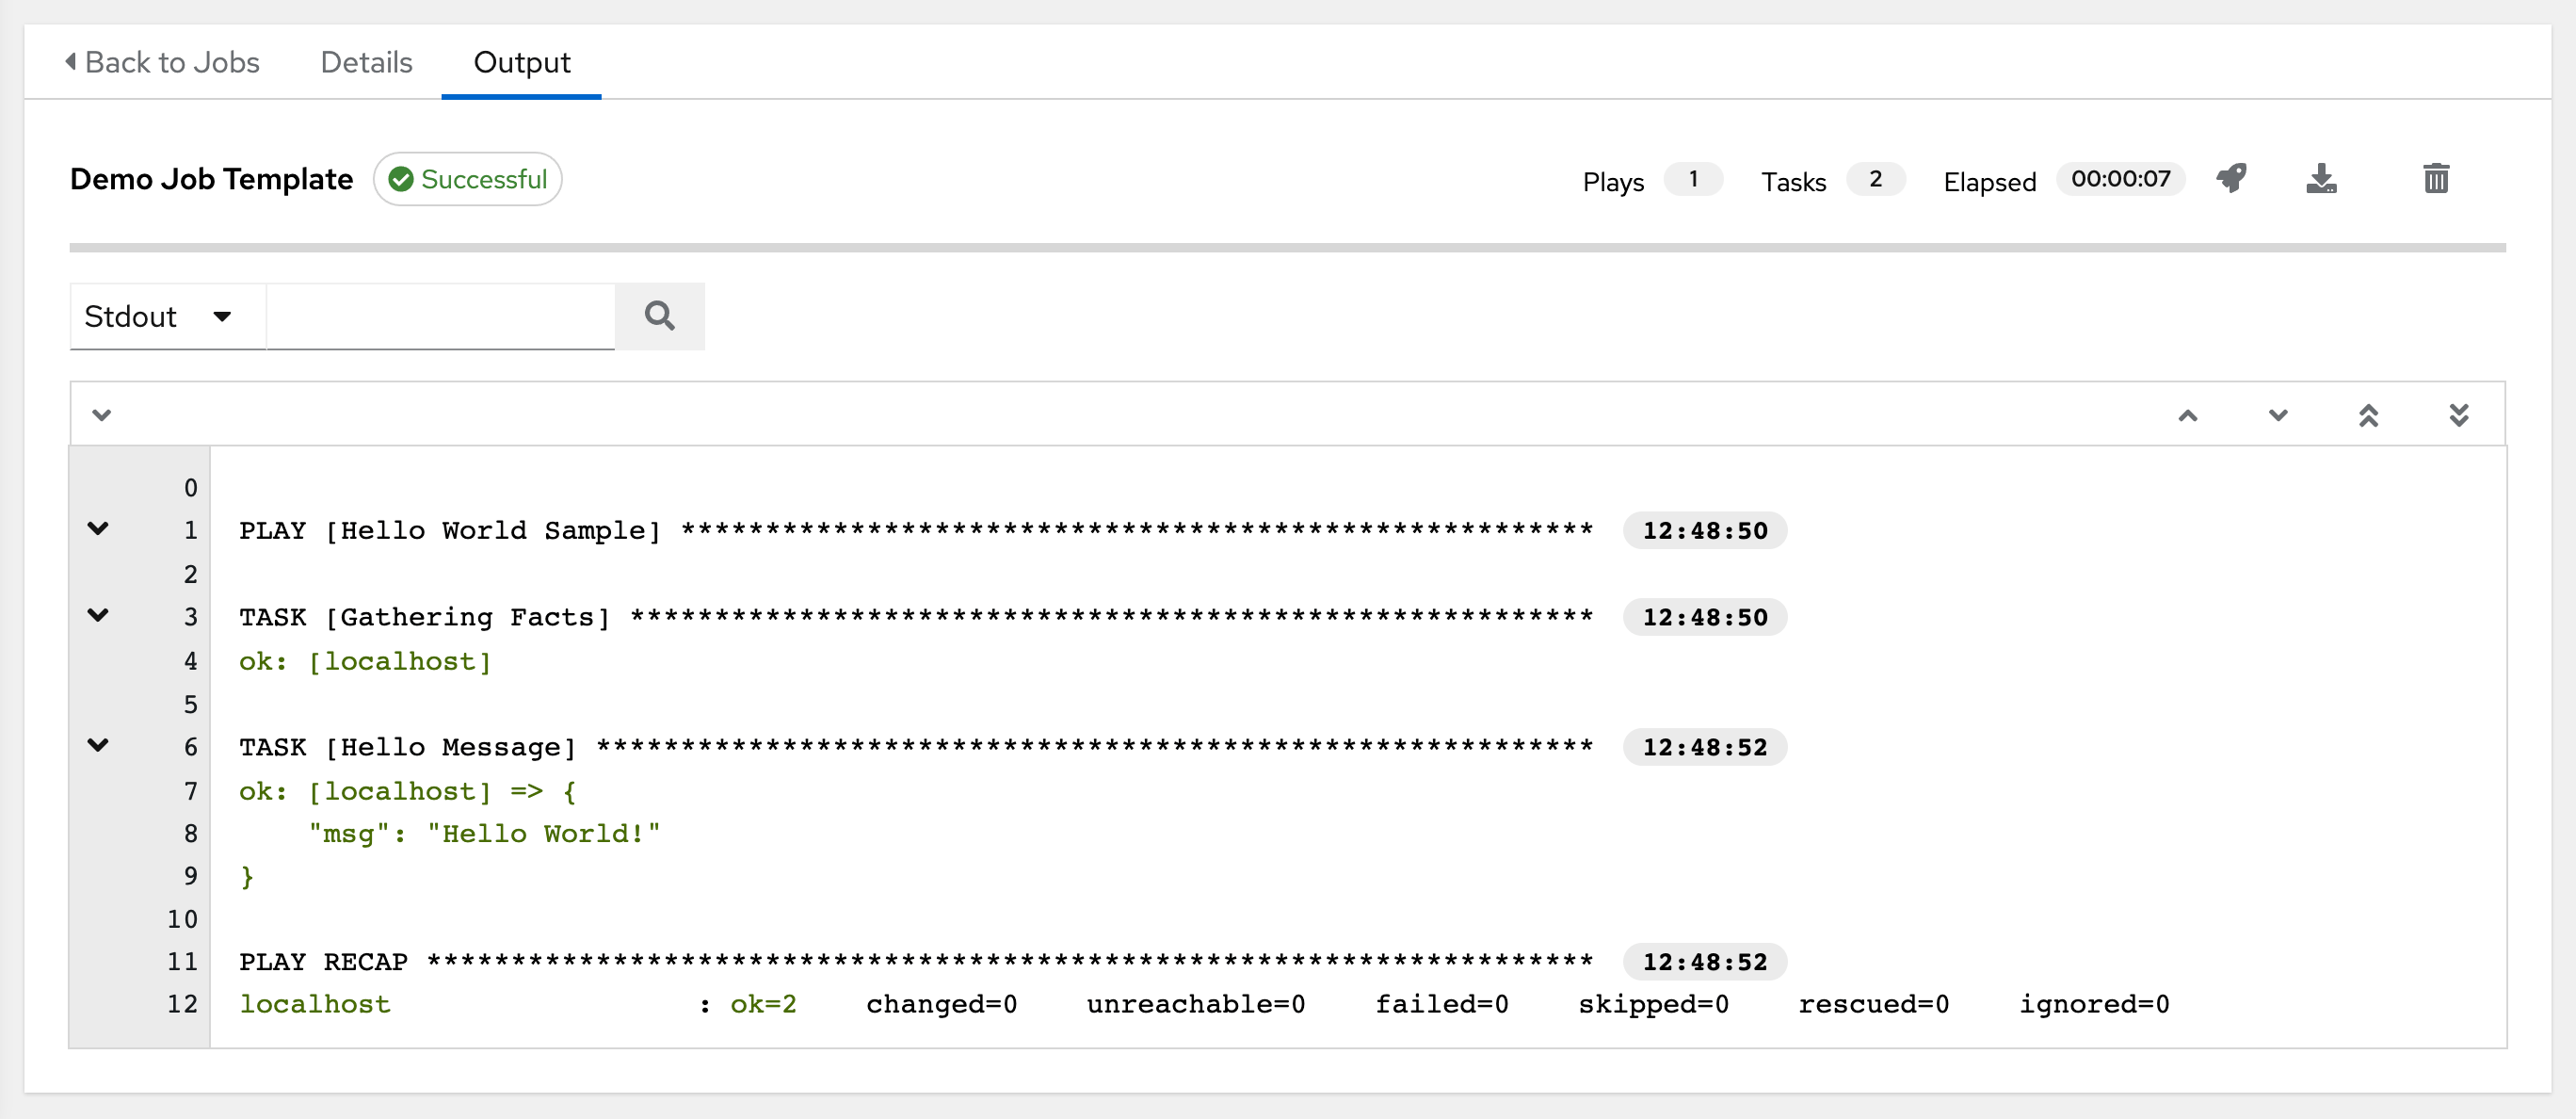 Back to Jobs Details Output
Demo Job Template Successful Plays 1 Tasks 2 Elapsed 00:00:07
Stdout
0
1 PLAY [Hello World Sample] ****************************************************** 12:48:50
2
3 TASK [Gathering Facts] ********************************************************* 12:48:50
4 ok: [localhost]
5
6 TASK [Hello Message] *********************************************************** 12:48:52
7 ok: [localhost] => {
8     "msg": "Hello World!"
9 }
10
11 PLAY RECAP ********************************************************************* 12:48:52
12 localhost                  : ok=2    changed=0    unreachable=0    failed=0    skipped=0    rescued=0    ignored=0